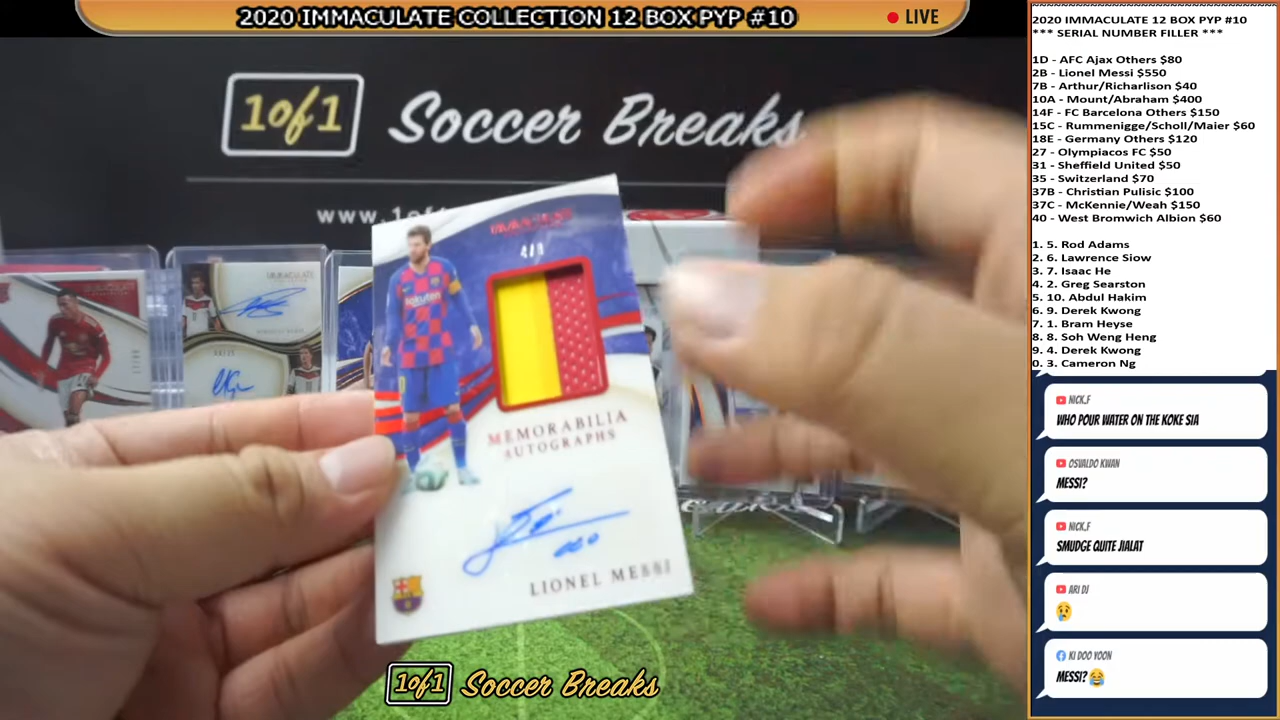 2020 IMMACULATE COLLECTION 12 BOX PYP #10
LIVE
1of1 Soccer Breaks
www.1of
IMMACULATE
4/
rakuten
MEMORABILIA
AUTOGRAPHS
LIONEL MESSI
1of1 Soccer Breaks
2020 IMMACULATE 12 BOX PYP #10
*** SERIAL NUMBER FILLER ***
1D - AFC Ajax Others $80
2B - Lionel Messi $550
7B - Arthur/Richarlison $40
10A - Mount/Abraham $400
14F - FC Barcelona Others $150
15C - Rummenigge/Scholl/Maier $60
18E - Germany Others $120
27 - Olympiacos FC $50
31 - Sheffield United $50
35 - Switzerland $70
37B - Christian Pulisic $100
37C - McKennie/Weah $150
40 - West Bromwich Albion $60
1. 5. Rod Adams
2. 6. Lawrence Siow
3. 7. Isaac He
4. 2. Greg Searston
5. 10. Abdul Hakim
6. 9. Derek Kwong
7. 1. Bram Heyse
8. 8. Soh Weng Heng
9. 4. Derek Kwong
0. 3. Cameron Ng
NICK.F
WHO POUR WATER ON THE KOKE SIA
OSVALDO KWAN
MESSI?
NICK.F
SMUDGE QUITE JIALAT
ARI DJ
😢
KI DOO YOON
MESSI?😂